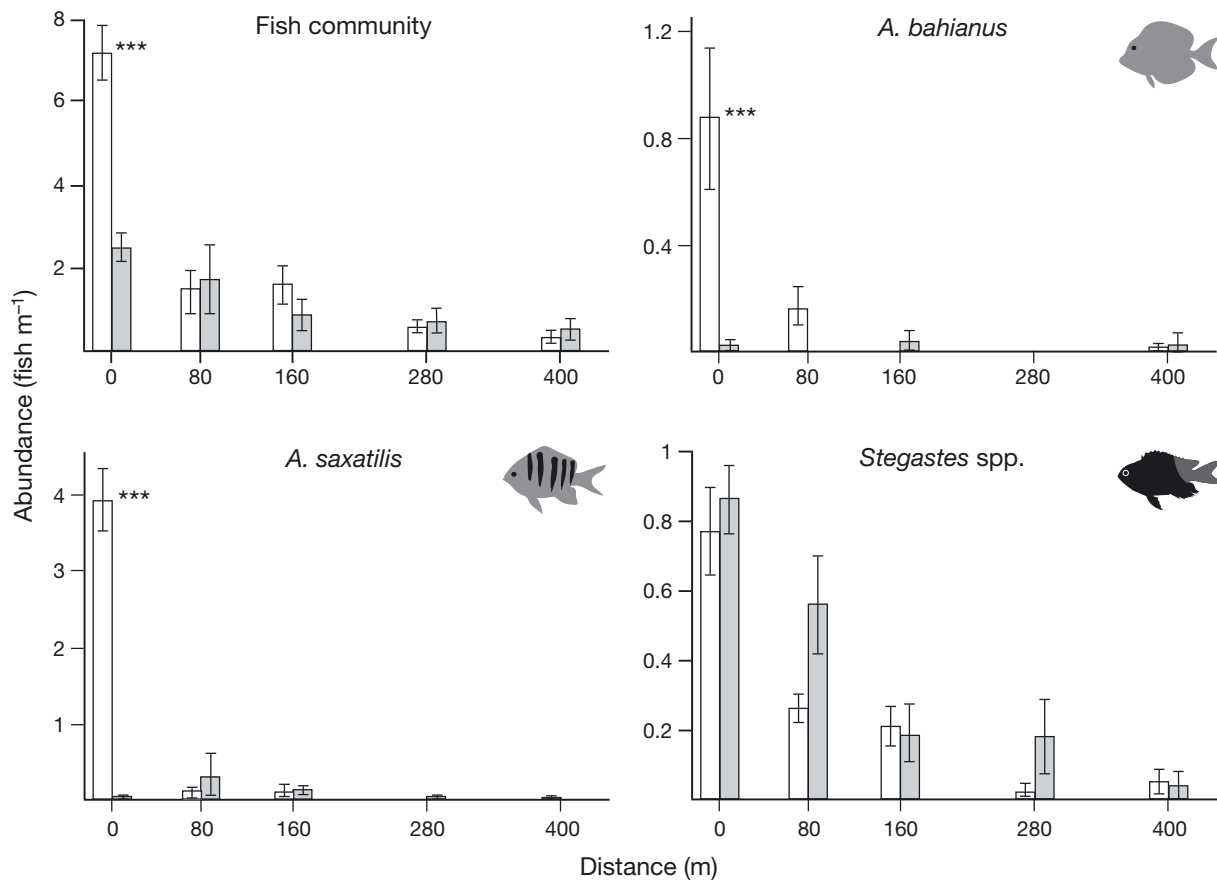 Fish community
8
6
4
2
***
0 80 160 280 400
A. bahianus
1.2
0.8
0.4
***
0 80 160 280 400
A. saxatilis
4
3
2
1
***
0 80 160 280 400
Stegastes spp.
1
0.8
0.6
0.4
0.2
0 80 160 280 400
Abundance (fish m⁻¹)
Distance (m)